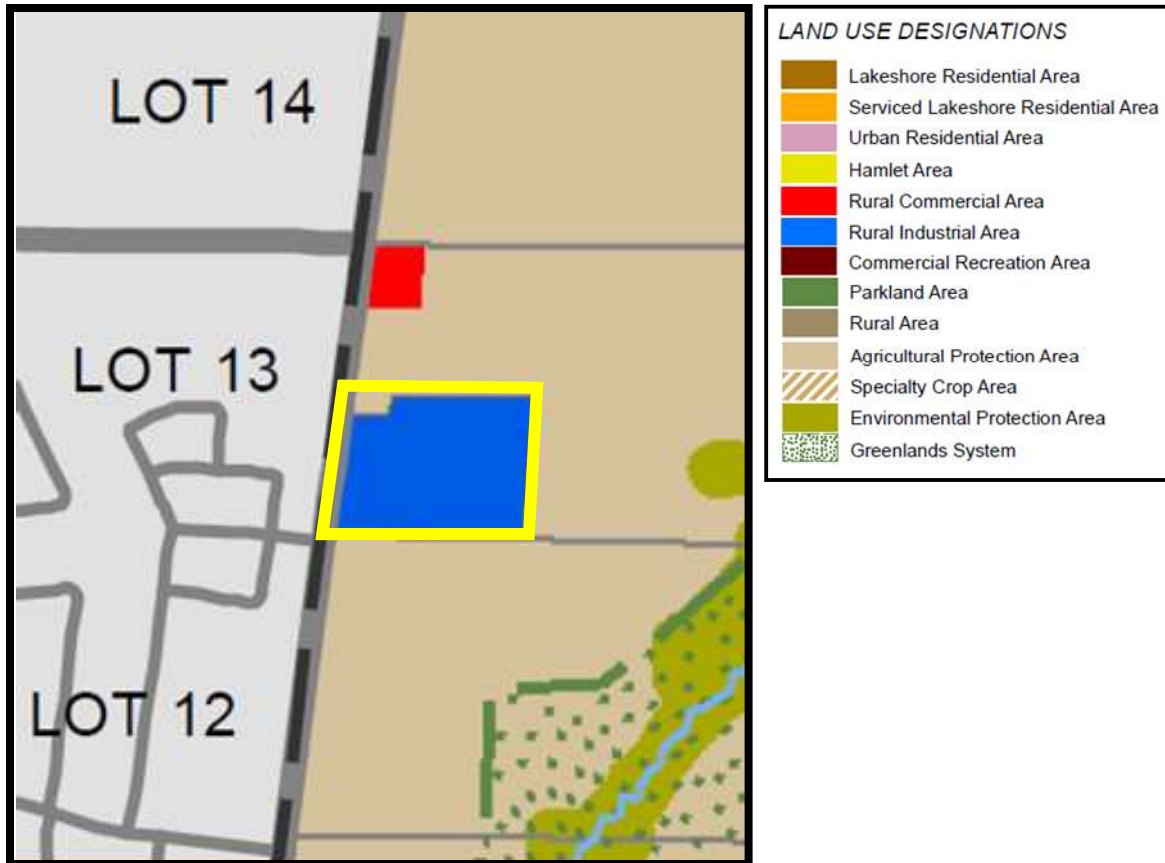 LOT 14
LOT 13
LOT 12
LAND USE DESIGNATIONS
Lakeshore Residential Area
Serviced Lakeshore Residential Area
Urban Residential Area
Hamlet Area
Rural Commercial Area
Rural Industrial Area
Commercial Recreation Area
Parkland Area
Rural Area
Agricultural Protection Area
Specialty Crop Area
Environmental Protection Area
Greenlands System